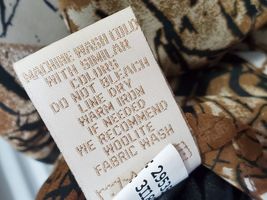 MACHINE WASH COLD
WITH SIMILAR
COLORS
DO NOT BLEACH
LINE DRY
WARM IRON
IF NEEDED
WE RECOMMEND
WOOLITE
FABRIC WASH